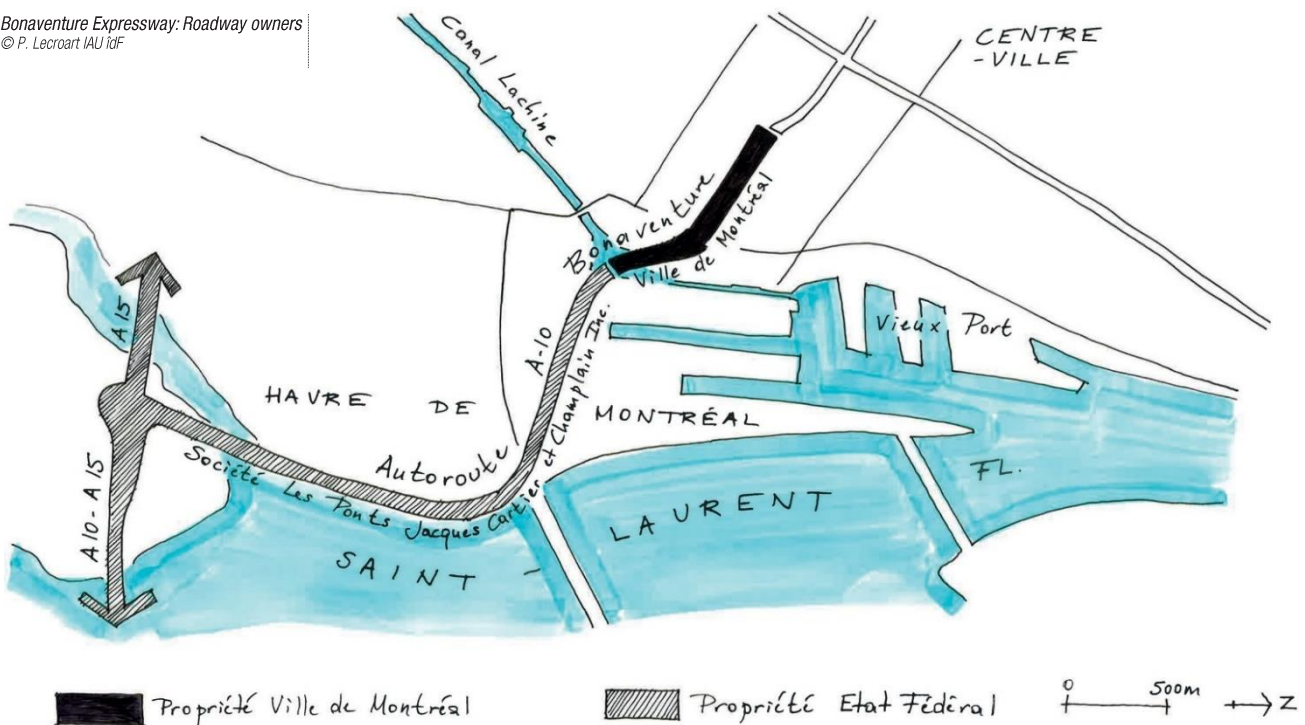 Bonaventure Expressway: Roadway owners
© P. Lecroart IAU îdF
Canal Lachine
CENTRE
-VILLE
Bonaventure
Ville de Montréal
A 15
A-10
Vieux Port
HAVRE DE MONTRÉAL
Autoroute
Société Les Ponts Jacques Cartier et Champlain Inc.
A10-A15
FL.
SAINT - LAURENT
Propriété Ville de Montréal
Propriété Etat Fédéral
0 500m
Z